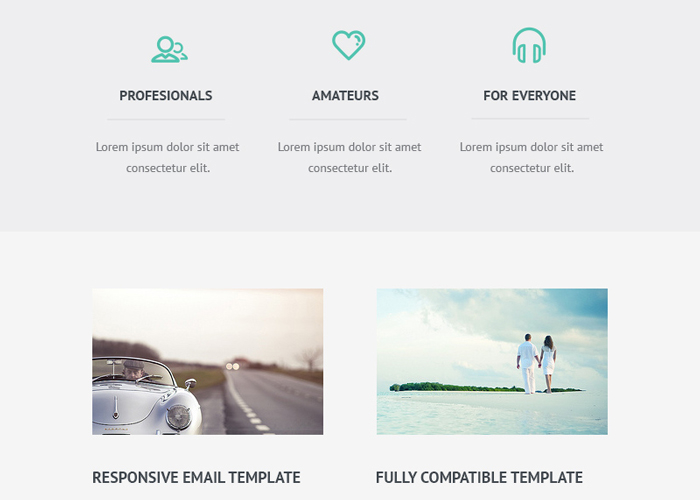 PROFESIONALS
AMATEURS
FOR EVERYONE
Lorem ipsum dolor sit amet
consectetur elit.
Lorem ipsum dolor sit amet
consectetur elit.
Lorem ipsum dolor sit amet
consectetur elit.
RESPONSIVE EMAIL TEMPLATE
FULLY COMPATIBLE TEMPLATE